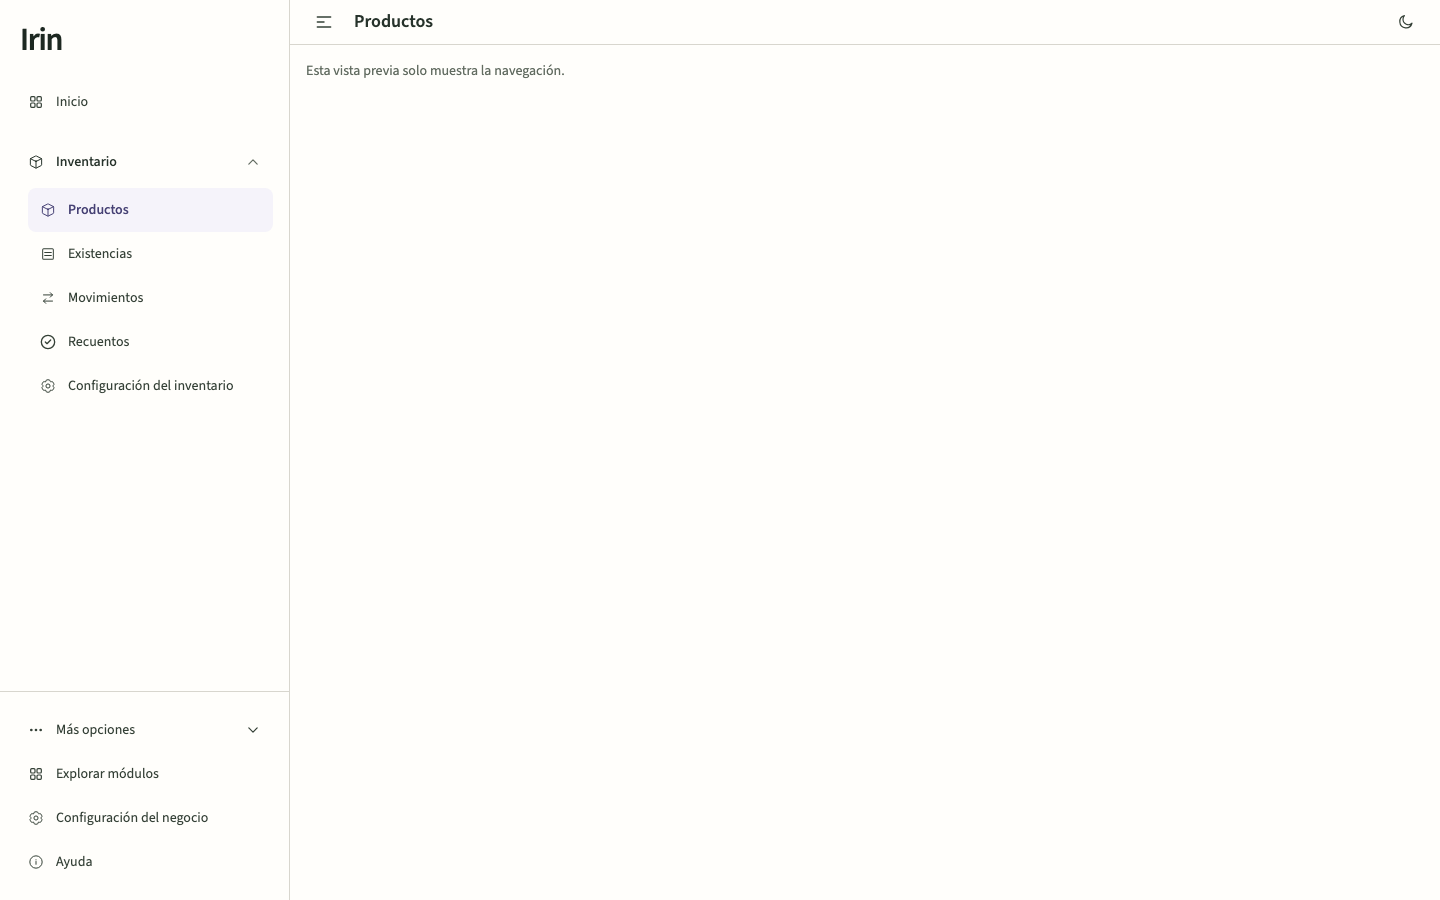 Irin
Inicio
Inventario
Productos
Existencias
Movimientos
Recuentos
Configuración del inventario
Más opciones
Explorar módulos
Configuración del negocio
Ayuda
Productos
Esta vista previa solo muestra la navegación.